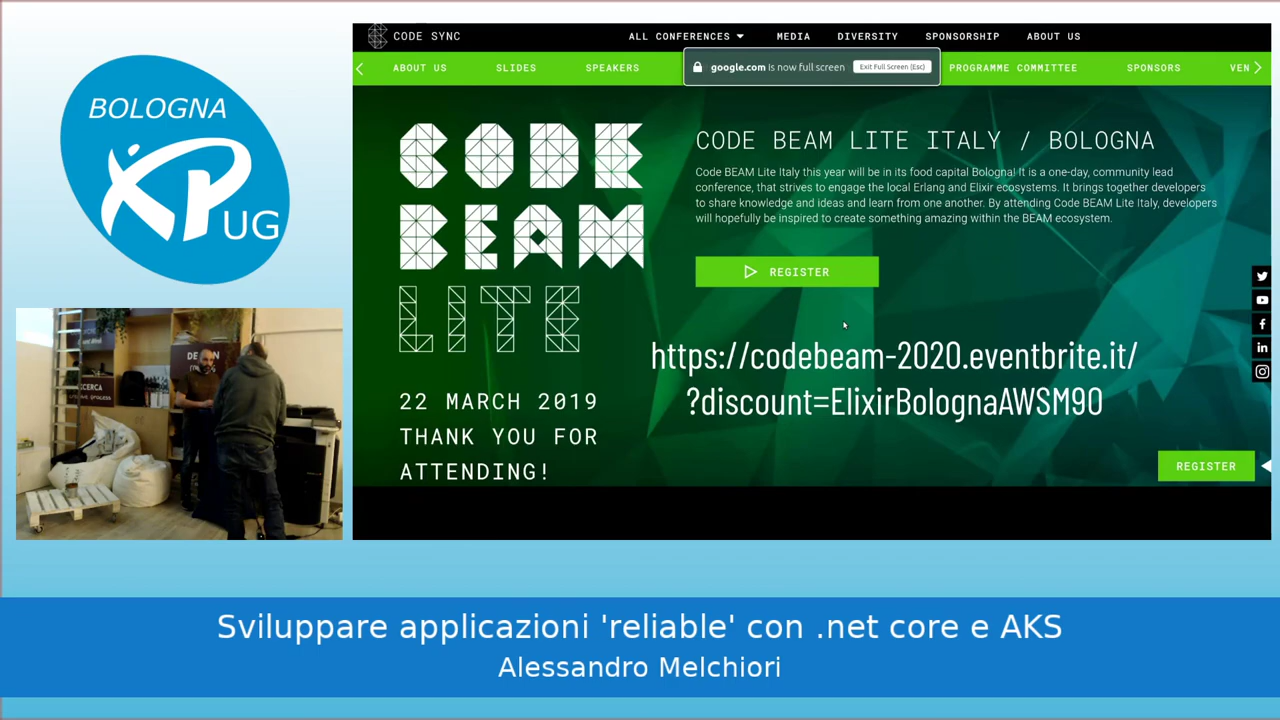 BOLOGNA
XP
UG
CODE SYNC
ALL CONFERENCES
MEDIA
DIVERSITY
SPONSORSHIP
ABOUT US
ABOUT US
SLIDES
SPEAKERS
google.com is now full screen
Exit Full Screen (Esc)
PROGRAMME COMMITTEE
SPONSORS
VEN
CODE
BEAM
LITE
22 MARCH 2019
THANK YOU FOR
ATTENDING!
CODE BEAM LITE ITALY / BOLOGNA
Code BEAM Lite Italy this year will be in its food capital Bologna! It is a one-day, community lead
conference, that strives to engage the local Erlang and Elixir ecosystems. It brings together developers
to share knowledge and ideas and learn from one another. By attending Code BEAM Lite Italy, developers
will hopefully be inspired to create something amazing within the BEAM ecosystem.
REGISTER
https://codebeam-2020.eventbrite.it/
?discount=ElixirBolognaAWSM90
REGISTER
Sviluppare applicazioni 'reliable' con .net core e AKS
Alessandro Melchiori